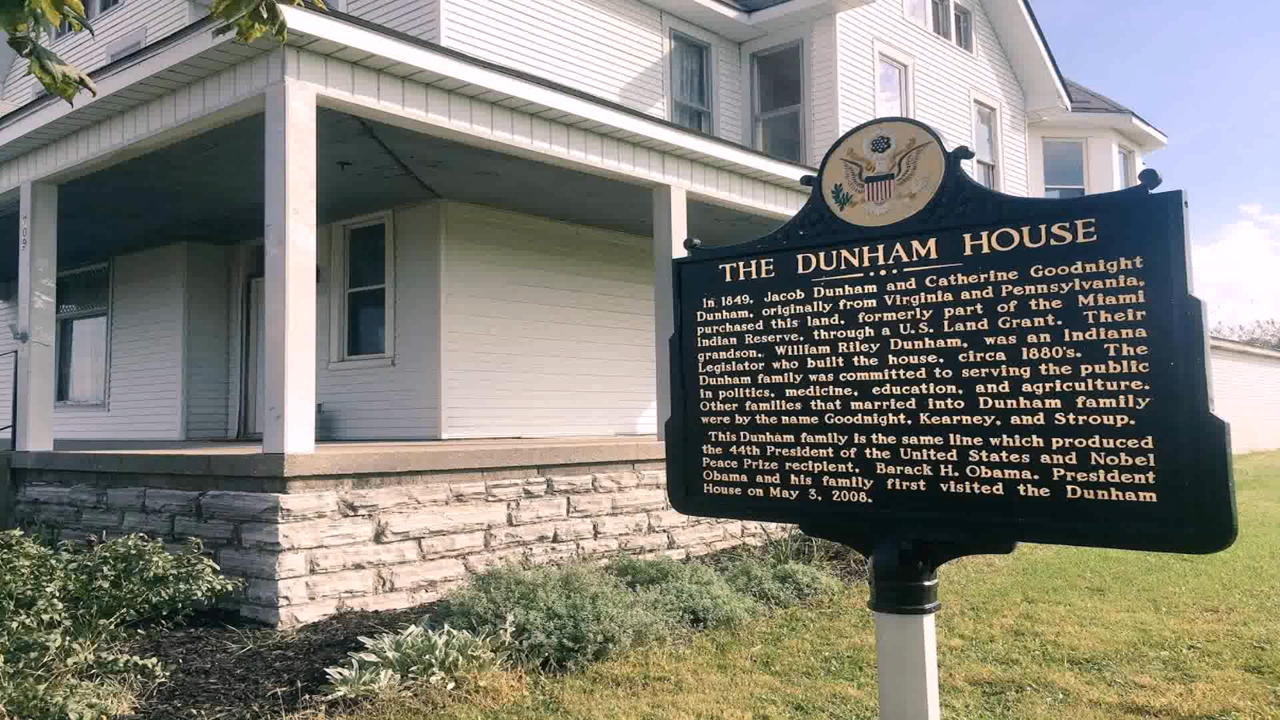 409
THE DUNHAM HOUSE
In 1849, Jacob Dunham and Catherine Goodnight
Dunham, originally from Virginia and Pennsylvania,
purchased this land, formerly part of the Miami
Indian Reserve, through a U.S. Land Grant. Their
grandson, William Riley Dunham, was an Indiana
Legislator who built the house, circa 1880's. The
Dunham family was committed to serving the public
in politics, medicine, education, and agriculture.
Other families that married into Dunham family
were by the name Goodnight, Kearney, and Stroup.
This Dunham family is the same line which produced
the 44th President of the United States and Nobel
Peace Prize recipient, Barack H. Obama. President
Obama and his family first visited the Dunham
House on May 3, 2008.